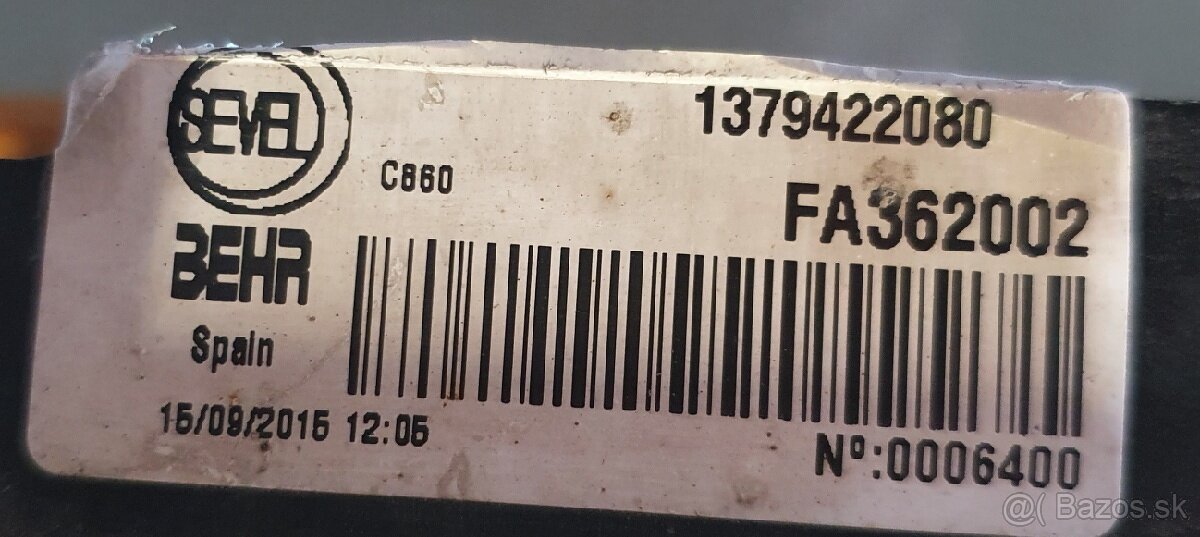 SEVEL
1379422080
C860
FA362002
BEHR
Spain
15/09/2015 12:05
Nº:0006400
@( Bazos.sk